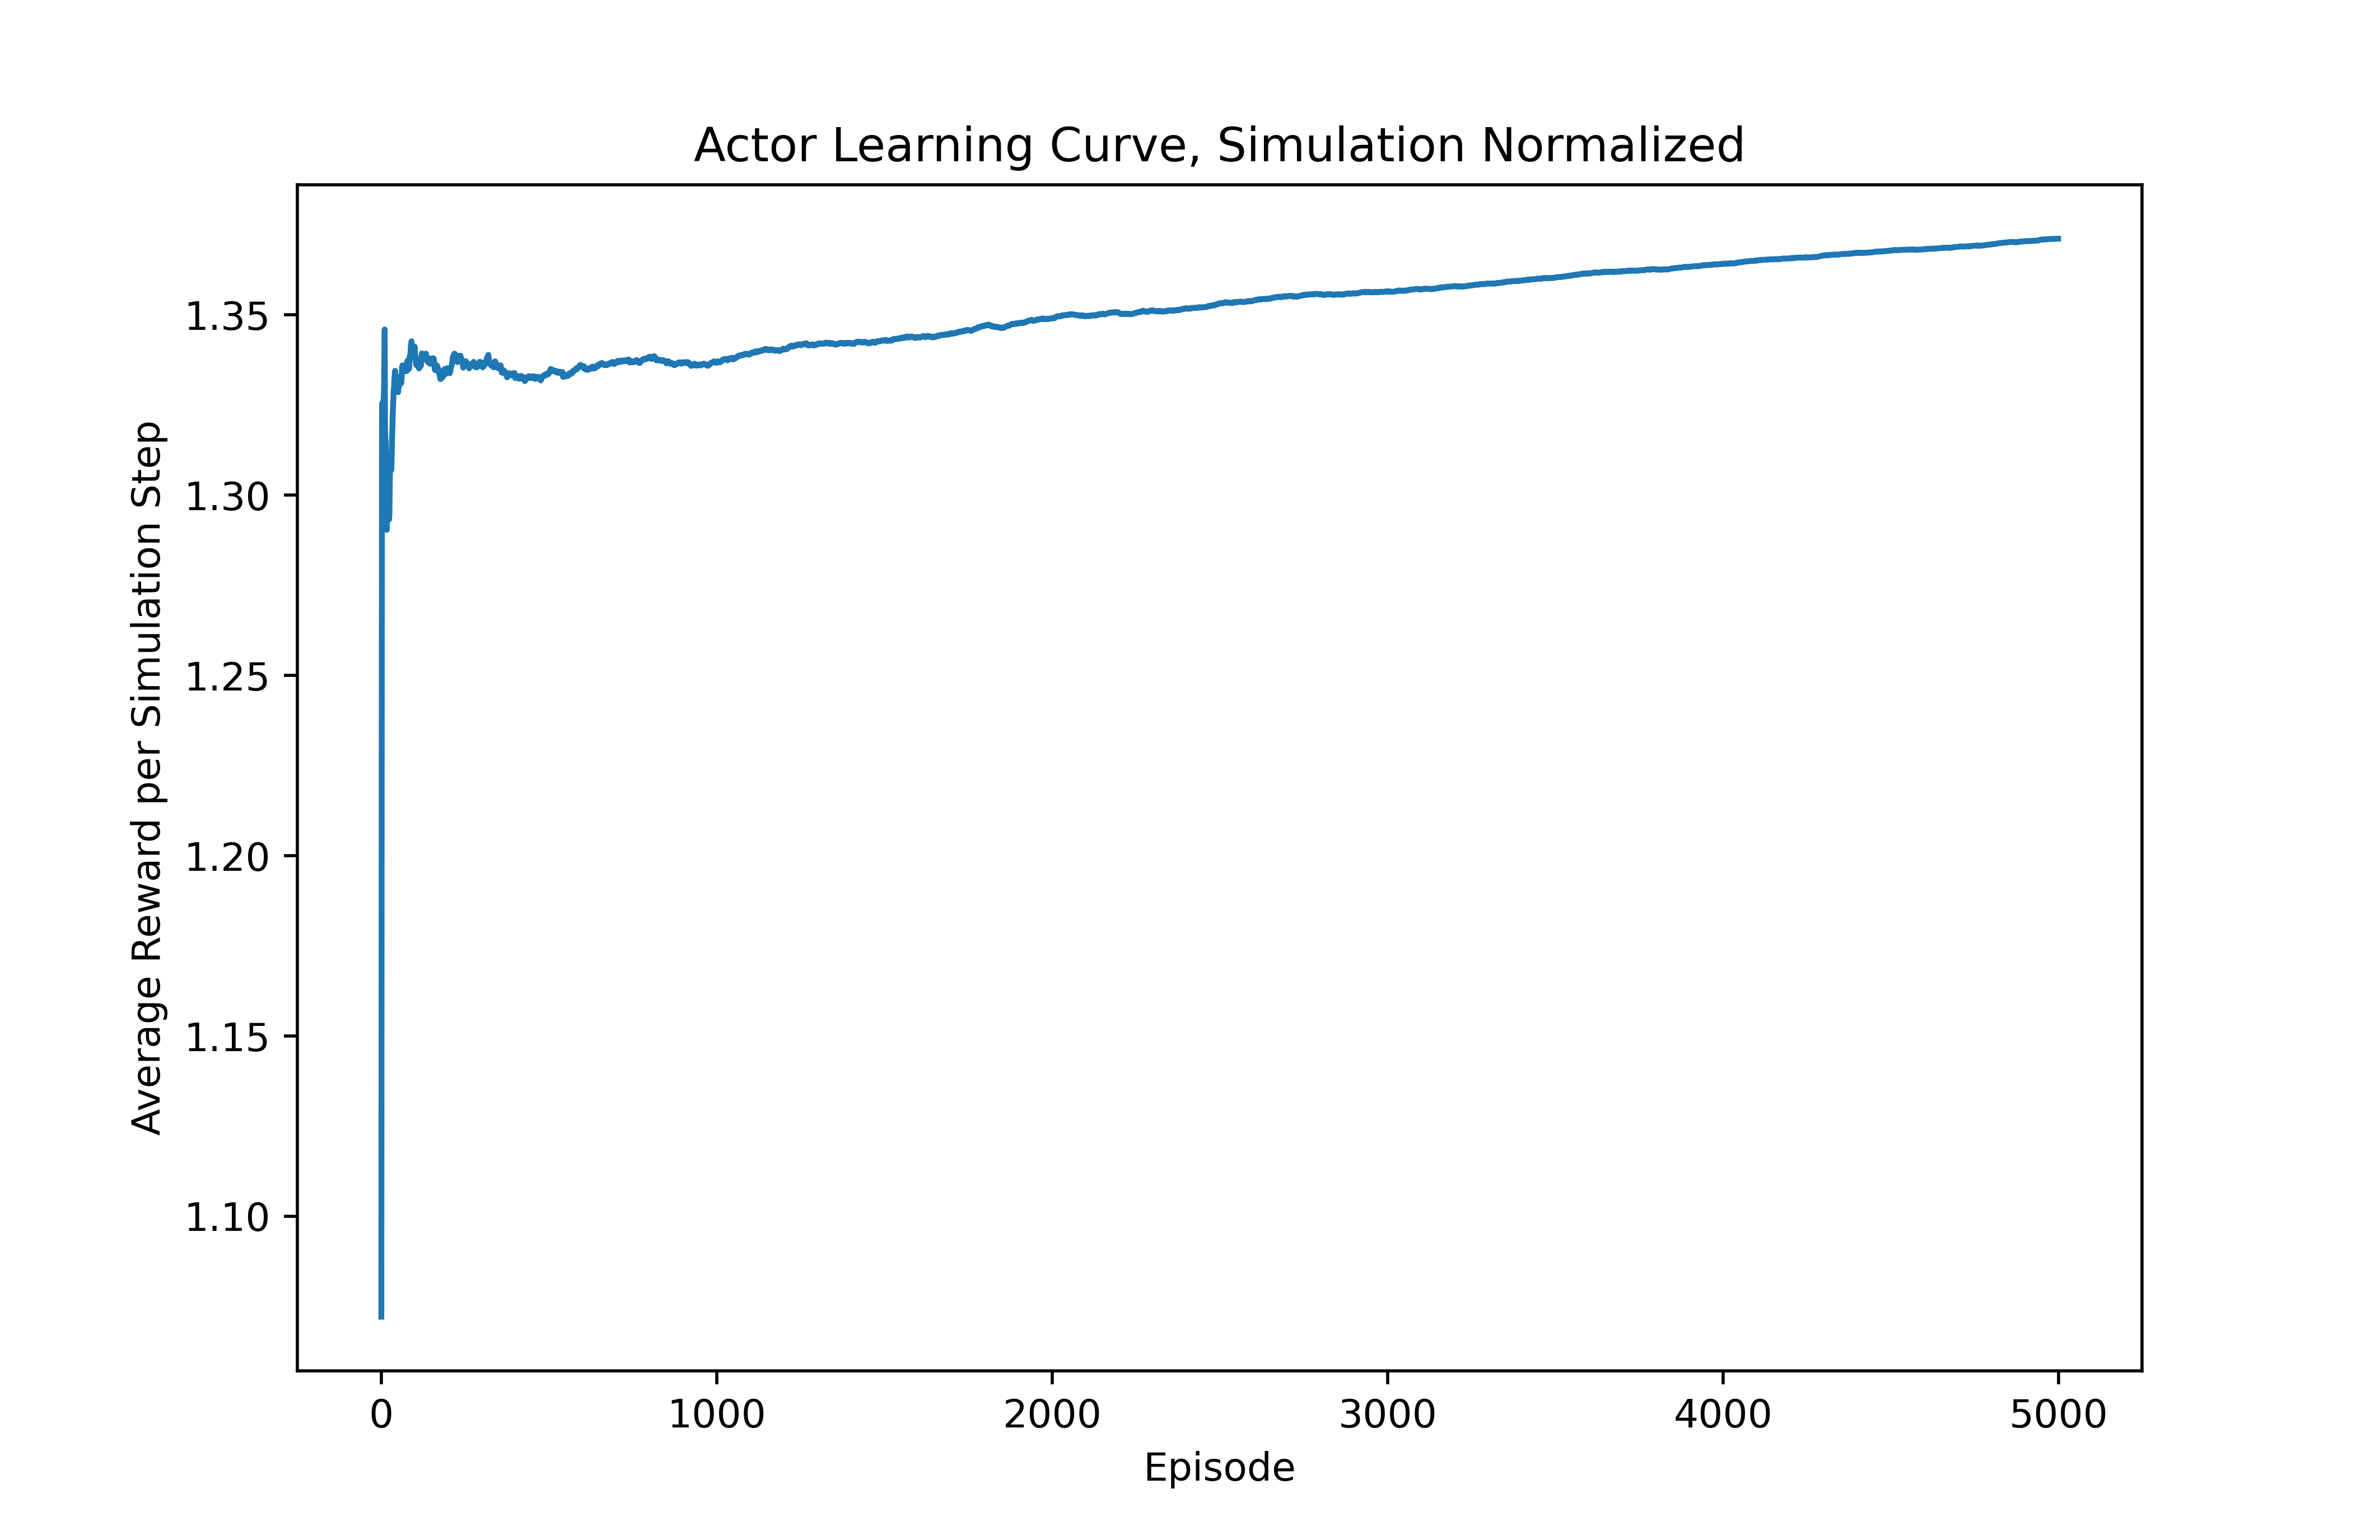 Actor Learning Curve, Simulation Normalized
Average Reward per Simulation Step
1.35
1.30
1.25
1.20
1.15
1.10
0 1000 2000 3000 4000 5000
Episode